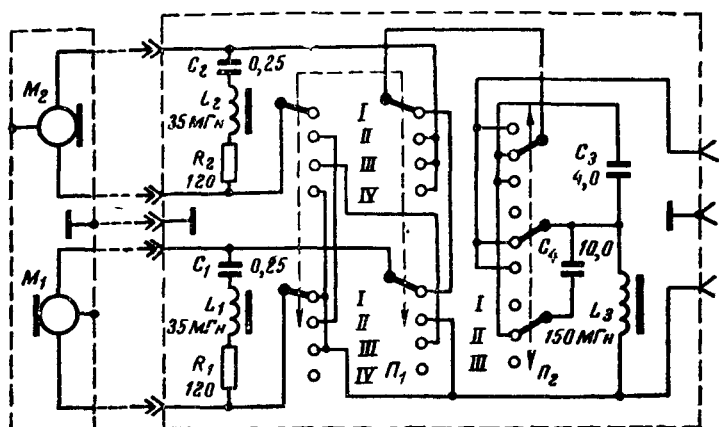 M₂
C₂ 0,25
L₂
35 МГн
R₂
120
I
II
III
IV
C₃
4,0
C₄ 10,0
M₁
C₁ 0,25
L₁
35 МГн
R₁
120
I
II
III
IV
П₁
I
II
III
П₂
L₃
150 МГн